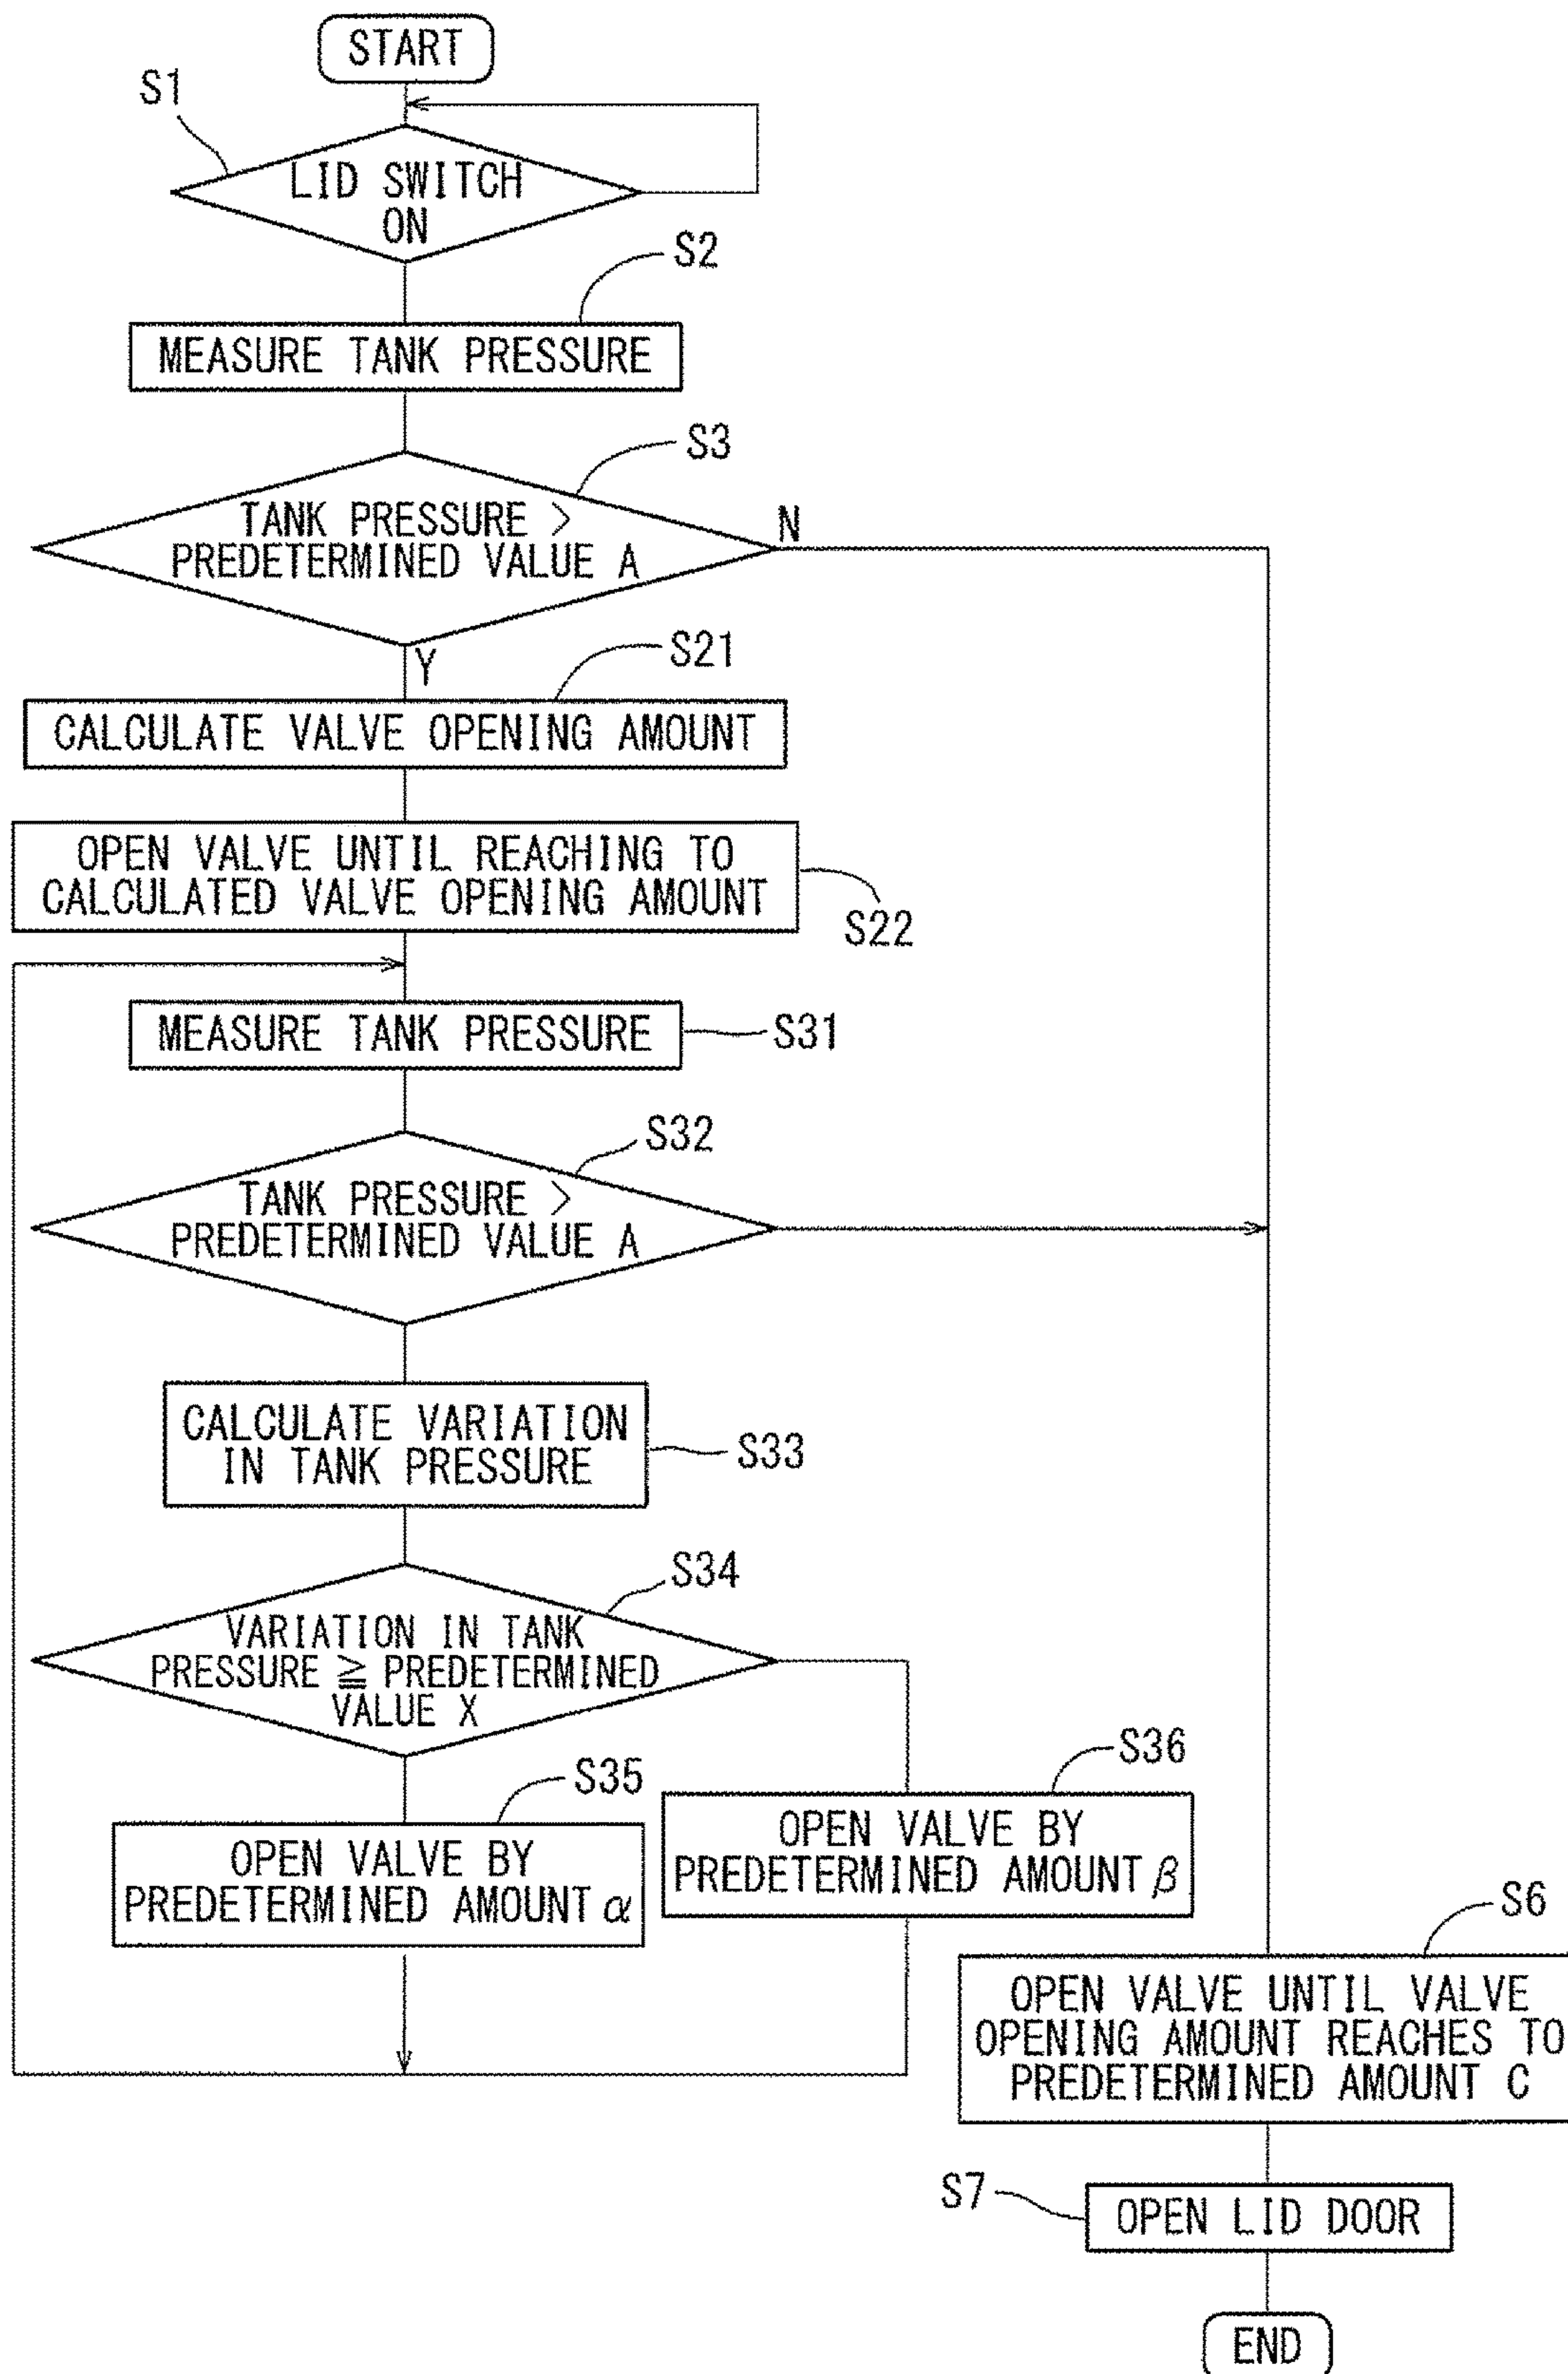 START
S1
LID SWITCH
ON
S2
MEASURE TANK PRESSURE
S3
TANK PRESSURE >
PREDETERMINED VALUE A
N
Y
S21
CALCULATE VALVE OPENING AMOUNT
OPEN VALVE UNTIL REACHING TO
CALCULATED VALVE OPENING AMOUNT
S22
MEASURE TANK PRESSURE
S31
S32
TANK PRESSURE >
PREDETERMINED VALUE A
CALCULATE VARIATION
IN TANK PRESSURE
S33
S34
VARIATION IN TANK
PRESSURE ≧ PREDETERMINED
VALUE X
S35
OPEN VALVE BY
PREDETERMINED AMOUNT α
S36
OPEN VALVE BY
PREDETERMINED AMOUNT β
S6
OPEN VALVE UNTIL VALVE
OPENING AMOUNT REACHES TO
PREDETERMINED AMOUNT C
S7
OPEN LID DOOR
END